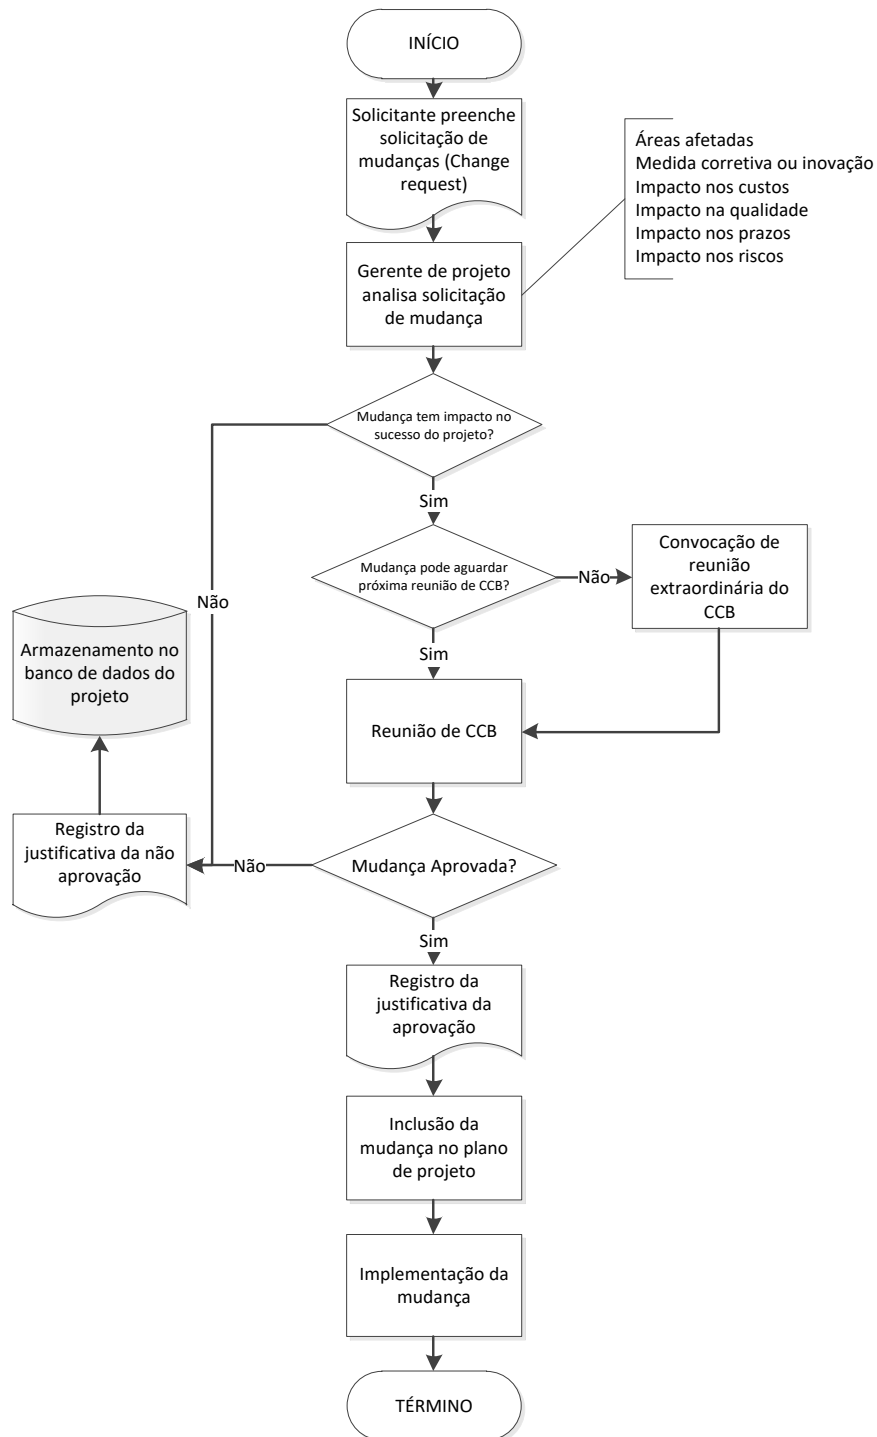 INÍCIO
Solicitante preenche
solicitação de
mudanças (Change
request)
Áreas afetadas
Medida corretiva ou inovação
Impacto nos custos
Impacto na qualidade
Impacto nos prazos
Impacto nos riscos
Gerente de projeto
analisa solicitação
de mudança
Mudança tem impacto no
sucesso do projeto?
Sim
Mudança pode aguardar
próxima reunião de CCB?
Não
Convocação de
reunião
extraordinária do
CCB
Não
Armazenamento no
banco de dados do
projeto
Sim
Reunião de CCB
Registro da
justificativa da não
aprovação
Não
Mudança Aprovada?
Sim
Registro da
justificativa da
aprovação
Inclusão da
mudança no plano
de projeto
Implementação da
mudança
TÉRMINO